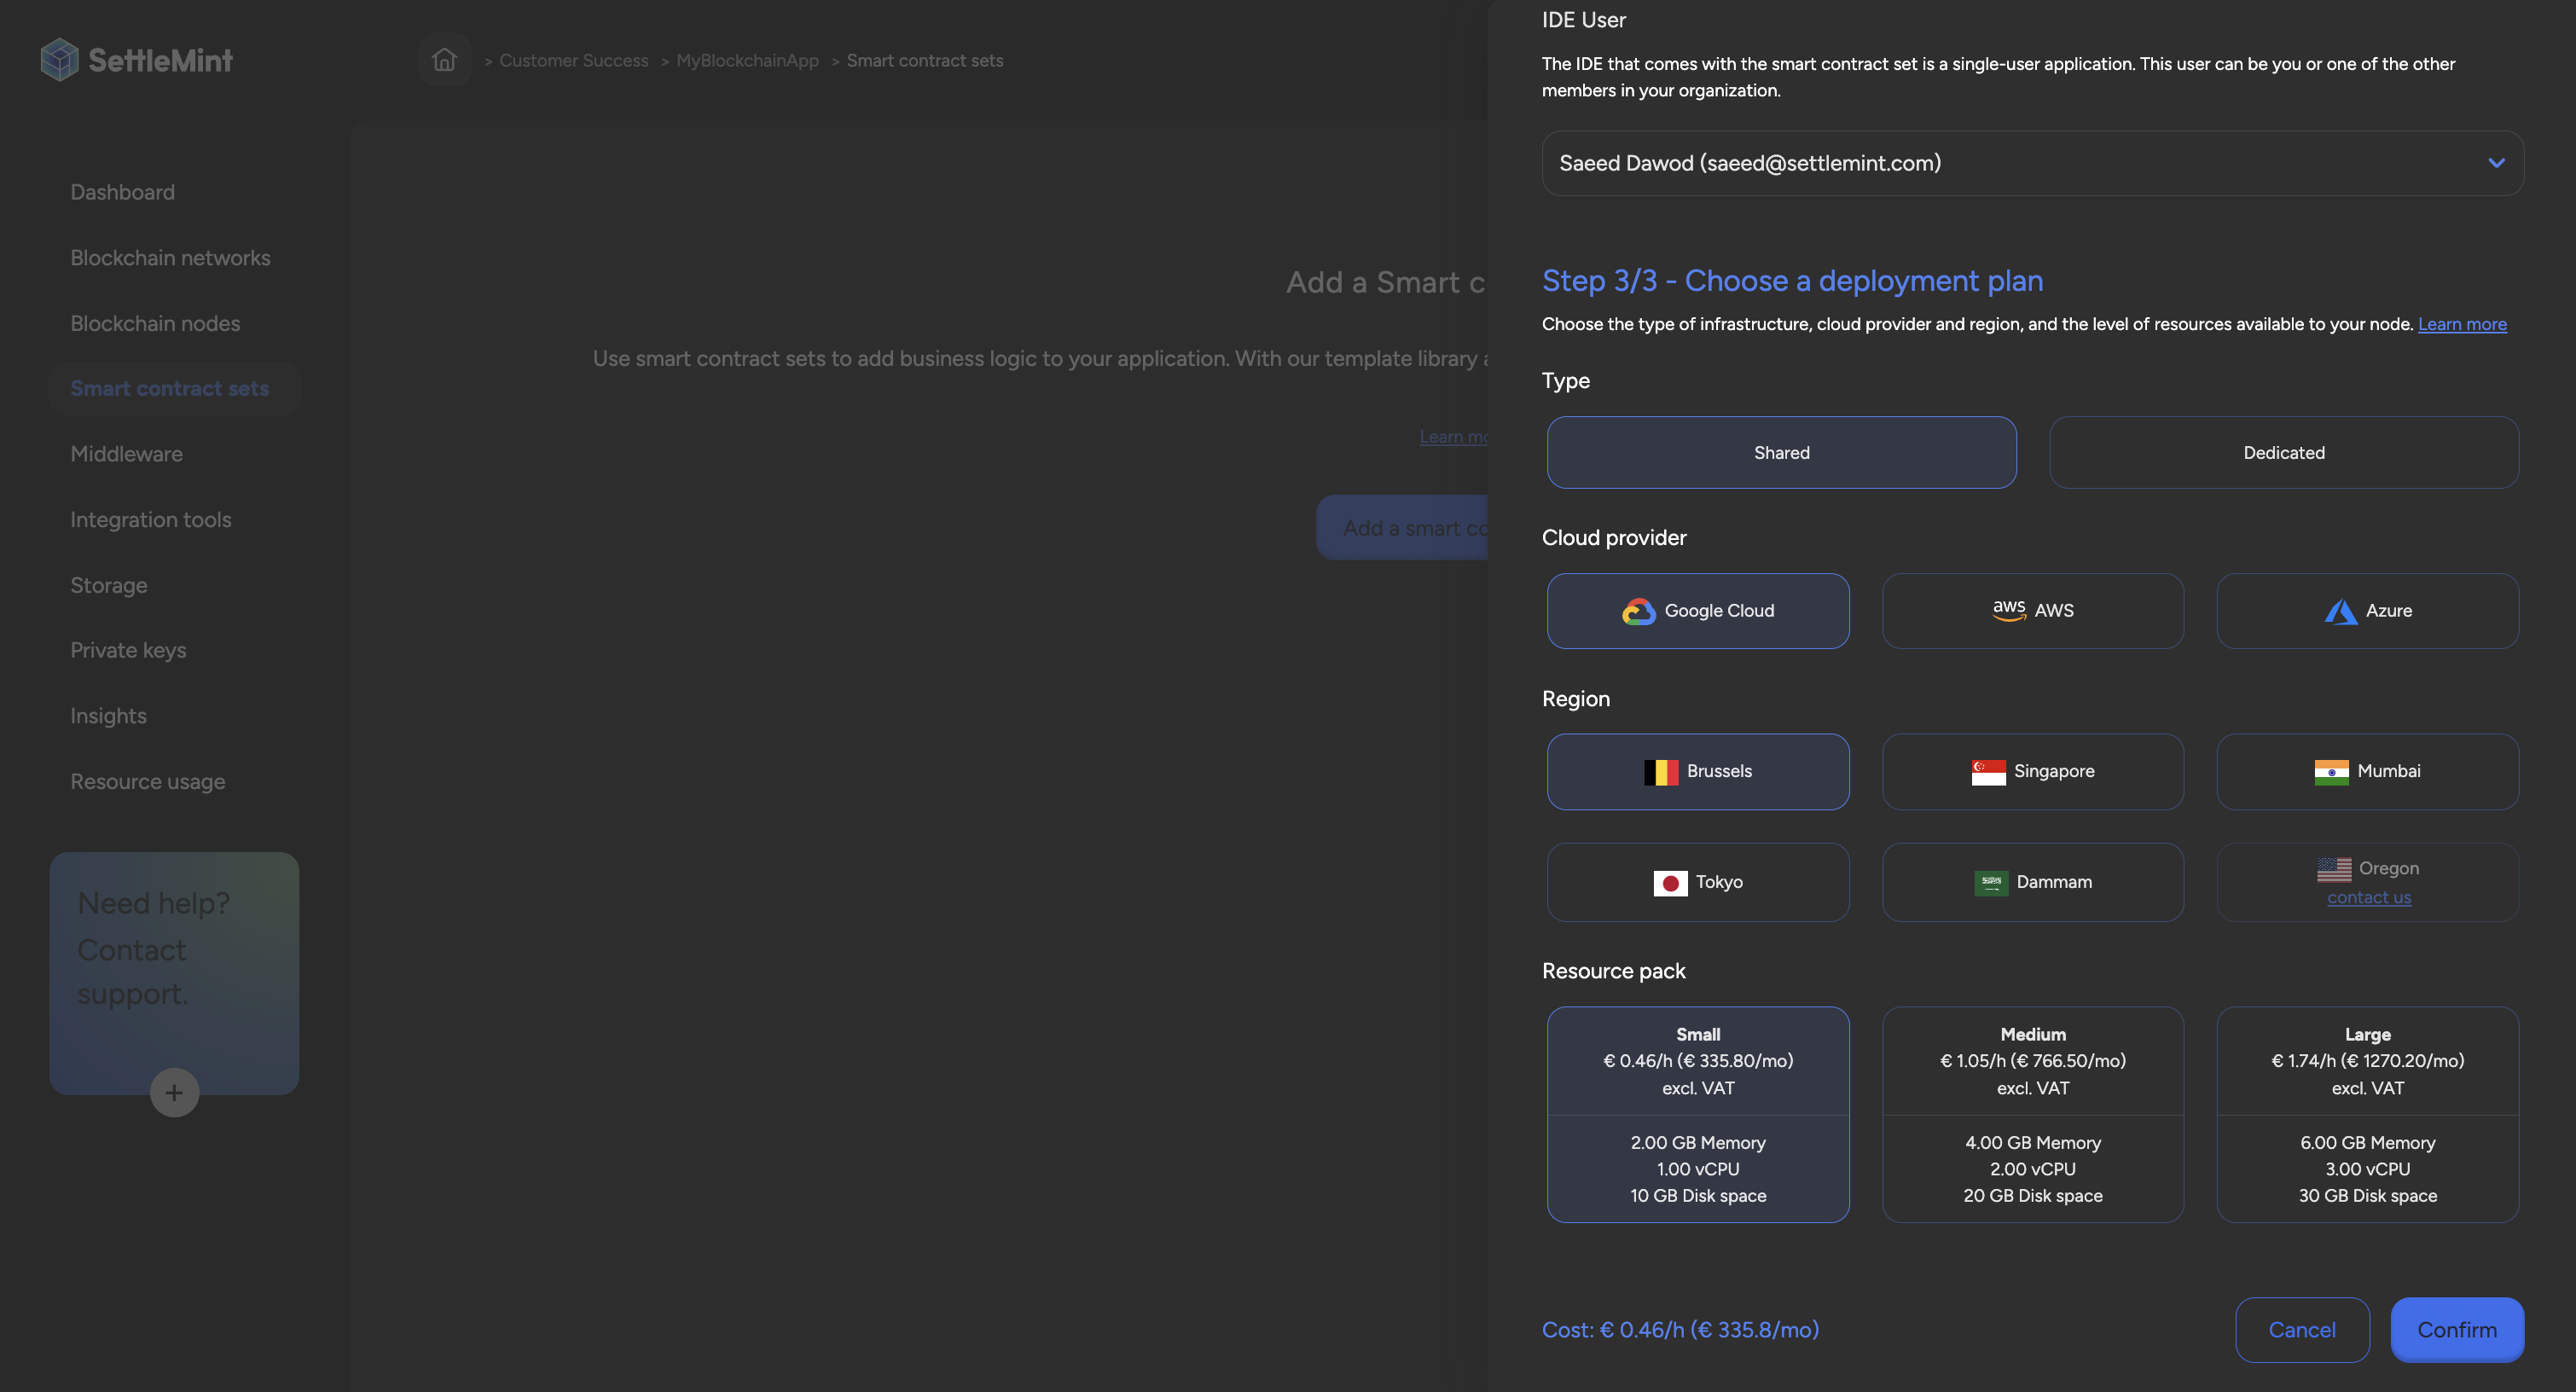 SettleMint
> Customer Success > MyBlockchainApp > Smart contract sets
Dashboard
Blockchain networks
Blockchain nodes
Smart contract sets
Middleware
Integration tools
Storage
Private keys
Insights
Resource usage
Need help?
Contact
support.
+
Add a Smart c
Use smart contract sets to add business logic to your application. With our template library a
Learn mo
Add a smart co
IDE User
The IDE that comes with the smart contract set is a single-user application. This user can be you or one of the other
members in your organization.
Saeed Dawod (saeed@settlemint.com)
Step 3/3 - Choose a deployment plan
Choose the type of infrastructure, cloud provider and region, and the level of resources available to your node. Learn more
Type
Shared
Dedicated
Cloud provider
Google Cloud
aws AWS
Azure
Region
Brussels
Singapore
Mumbai
Tokyo
Dammam
Oregon
contact us
Resource pack
Small
€ 0.46/h (€ 335.80/mo)
excl. VAT
2.00 GB Memory
1.00 vCPU
10 GB Disk space
Medium
€ 1.05/h (€ 766.50/mo)
excl. VAT
4.00 GB Memory
2.00 vCPU
20 GB Disk space
Large
€ 1.74/h (€ 1270.20/mo)
excl. VAT
6.00 GB Memory
3.00 vCPU
30 GB Disk space
Cost: € 0.46/h (€ 335.8/mo)
Cancel
Confirm